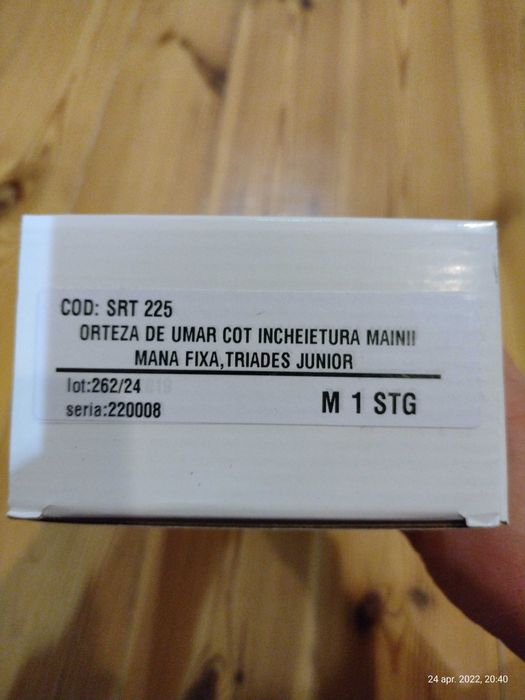 COD: SRT 225
ORTEZA DE UMAR COT INCHEIETURA MAINII
MANA FIXA,TRIADES JUNIOR
lot:262/24
seria:220008
M 1 STG
24 apr. 2022, 20:40